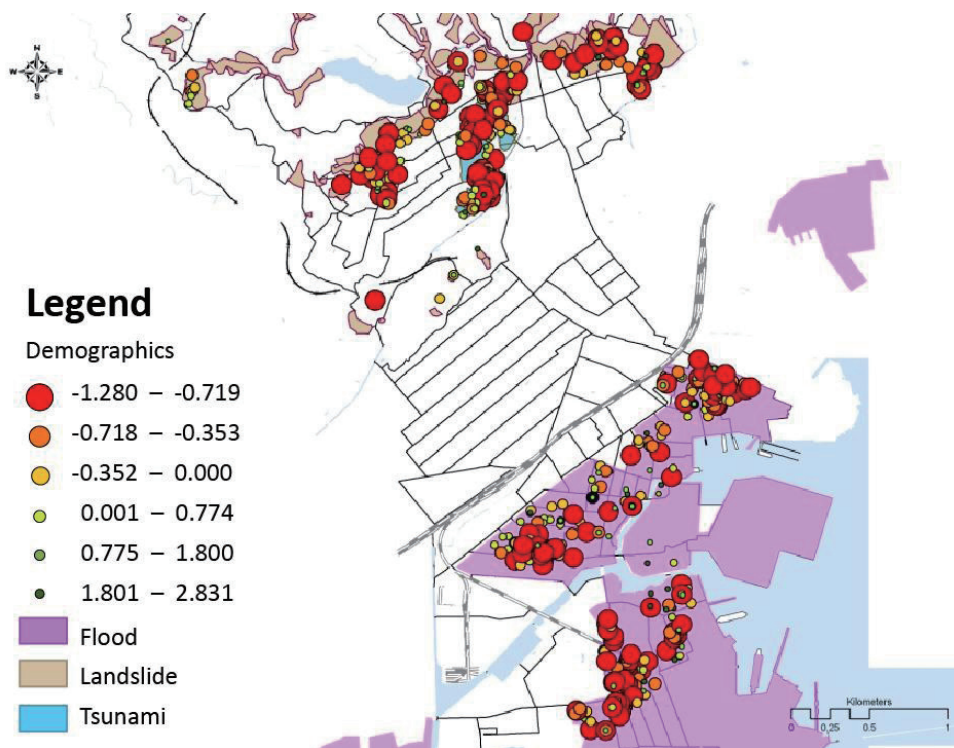 N
W E
S
Legend
Demographics
-1.280 – -0.719
-0.718 – -0.353
-0.352 – 0.000
0.001 – 0.774
0.775 – 1.800
1.801 – 2.831
Flood
Landslide
Tsunami
Kilometers
0 0,25 0.5 1